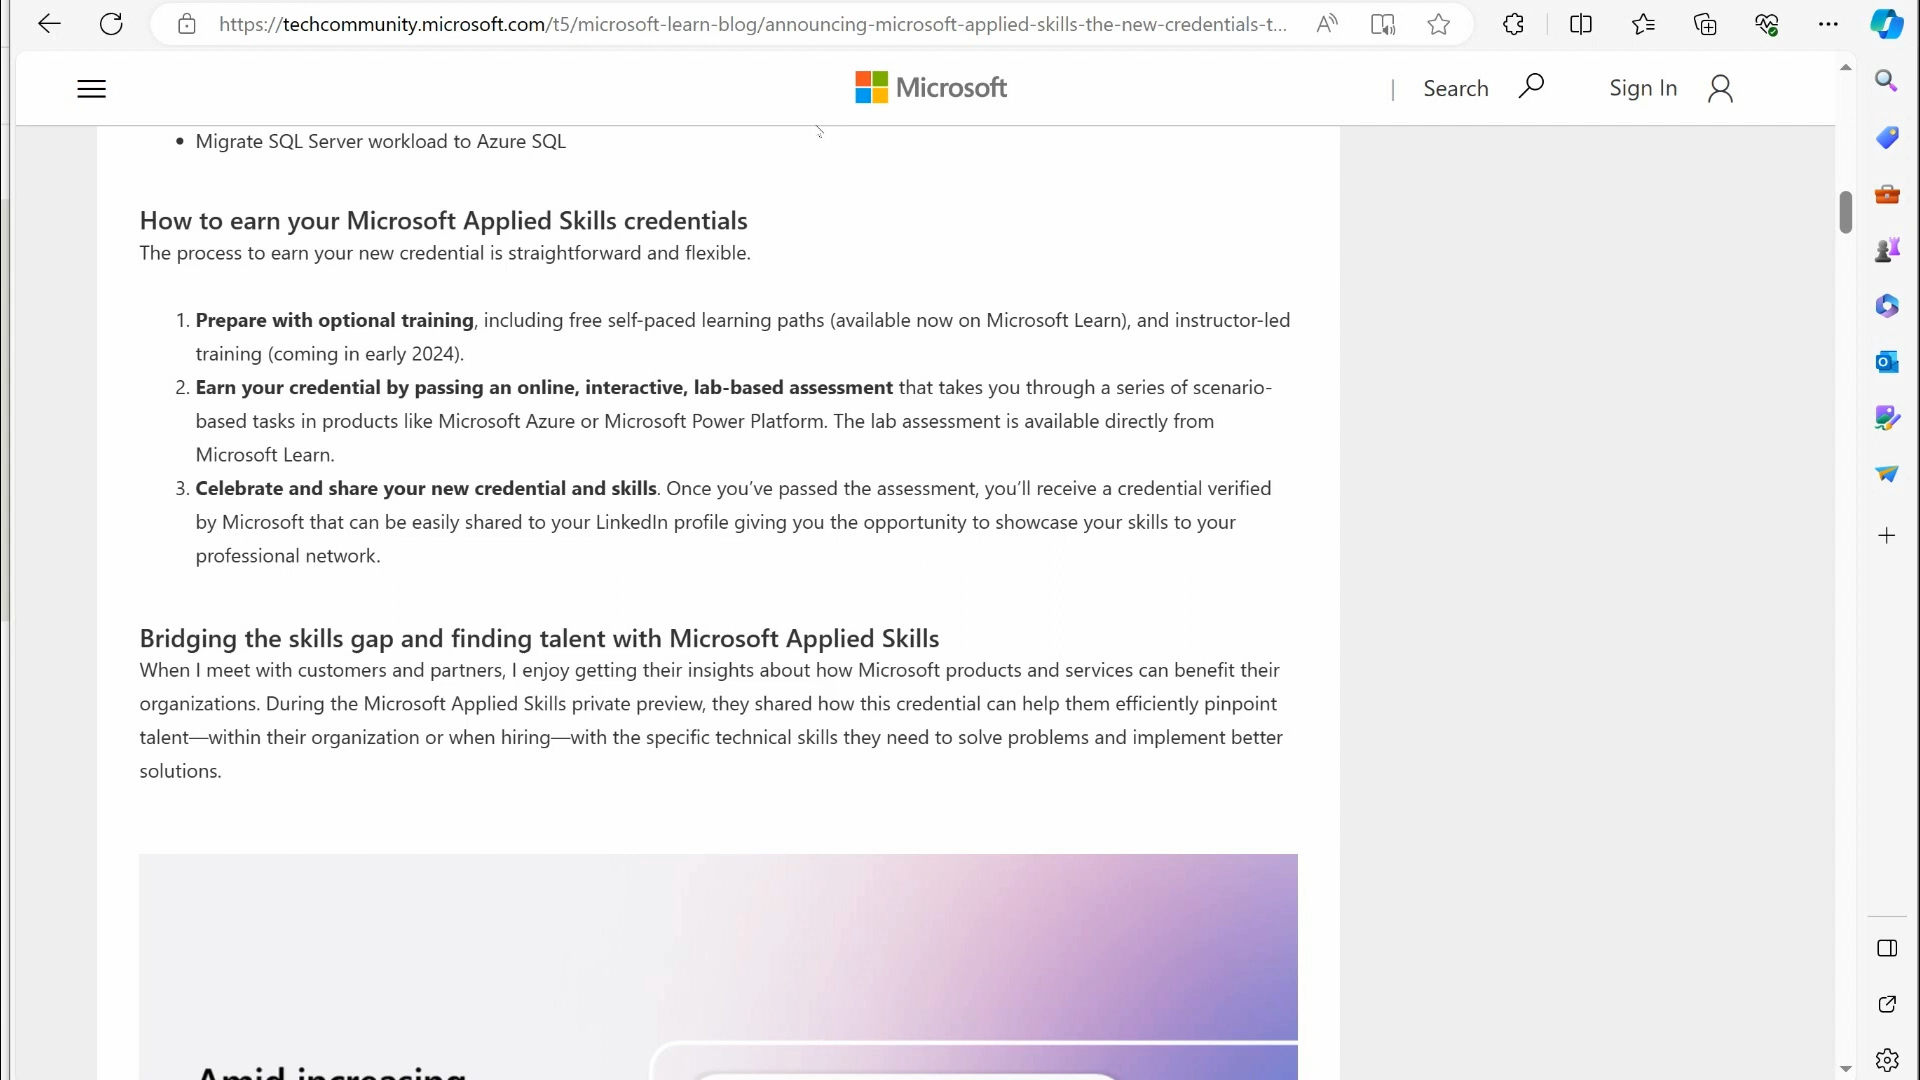 https://techcommunity.microsoft.com/t5/microsoft-learn-blog/announcing-microsoft-applied-skills-the-new-credentials-t...
Microsoft
| Search
Sign In
• Migrate SQL Server workload to Azure SQL
How to earn your Microsoft Applied Skills credentials
The process to earn your new credential is straightforward and flexible.
1. Prepare with optional training, including free self-paced learning paths (available now on Microsoft Learn), and instructor-led
training (coming in early 2024).
2. Earn your credential by passing an online, interactive, lab-based assessment that takes you through a series of scenario-
based tasks in products like Microsoft Azure or Microsoft Power Platform. The lab assessment is available directly from
Microsoft Learn.
3. Celebrate and share your new credential and skills. Once you’ve passed the assessment, you’ll receive a credential verified
by Microsoft that can be easily shared to your LinkedIn profile giving you the opportunity to showcase your skills to your
professional network.
Bridging the skills gap and finding talent with Microsoft Applied Skills
When I meet with customers and partners, I enjoy getting their insights about how Microsoft products and services can benefit their
organizations. During the Microsoft Applied Skills private preview, they shared how this credential can help them efficiently pinpoint
talent—within their organization or when hiring—with the specific technical skills they need to solve problems and implement better
solutions.
Amid increasing